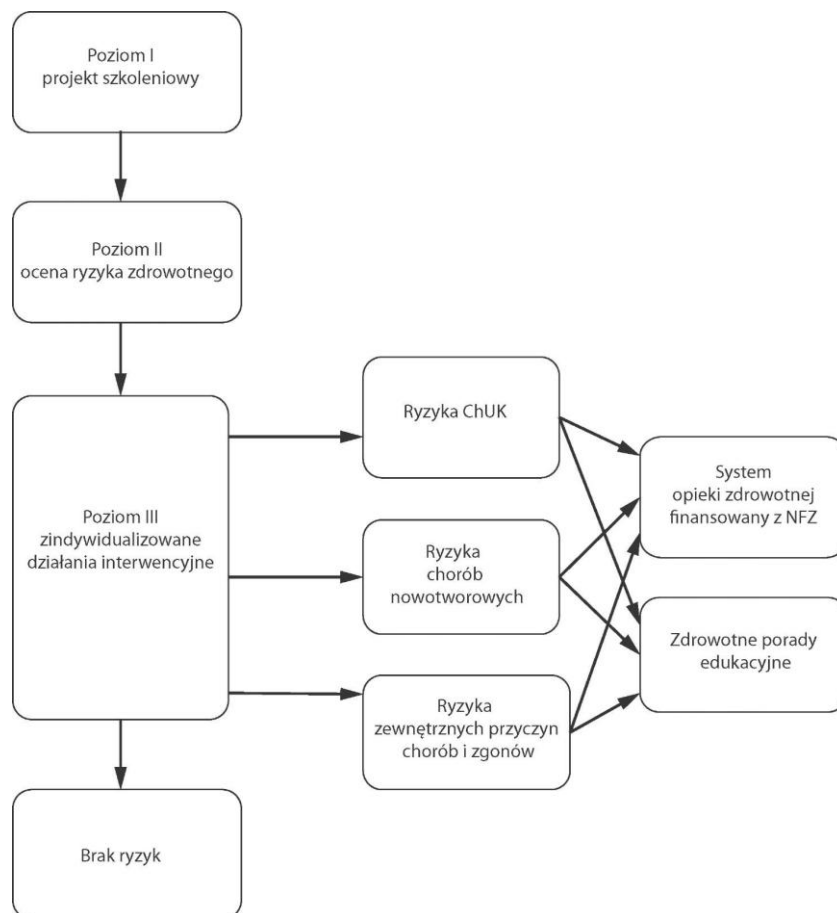 Poziom I
projekt szkoleniowy
Poziom II
ocena ryzyka zdrowotnego
Poziom III
zindywidualizowane
działania interwencyjne
Ryzyka ChUK
Ryzyka
chorób
nowotworowych
Ryzyka
zewnętrznych przyczyn
chorób i zgonów
System
opieki zdrowotnej
finansowany z NFZ
Zdrowotne porady
edukacyjne
Brak ryzyk